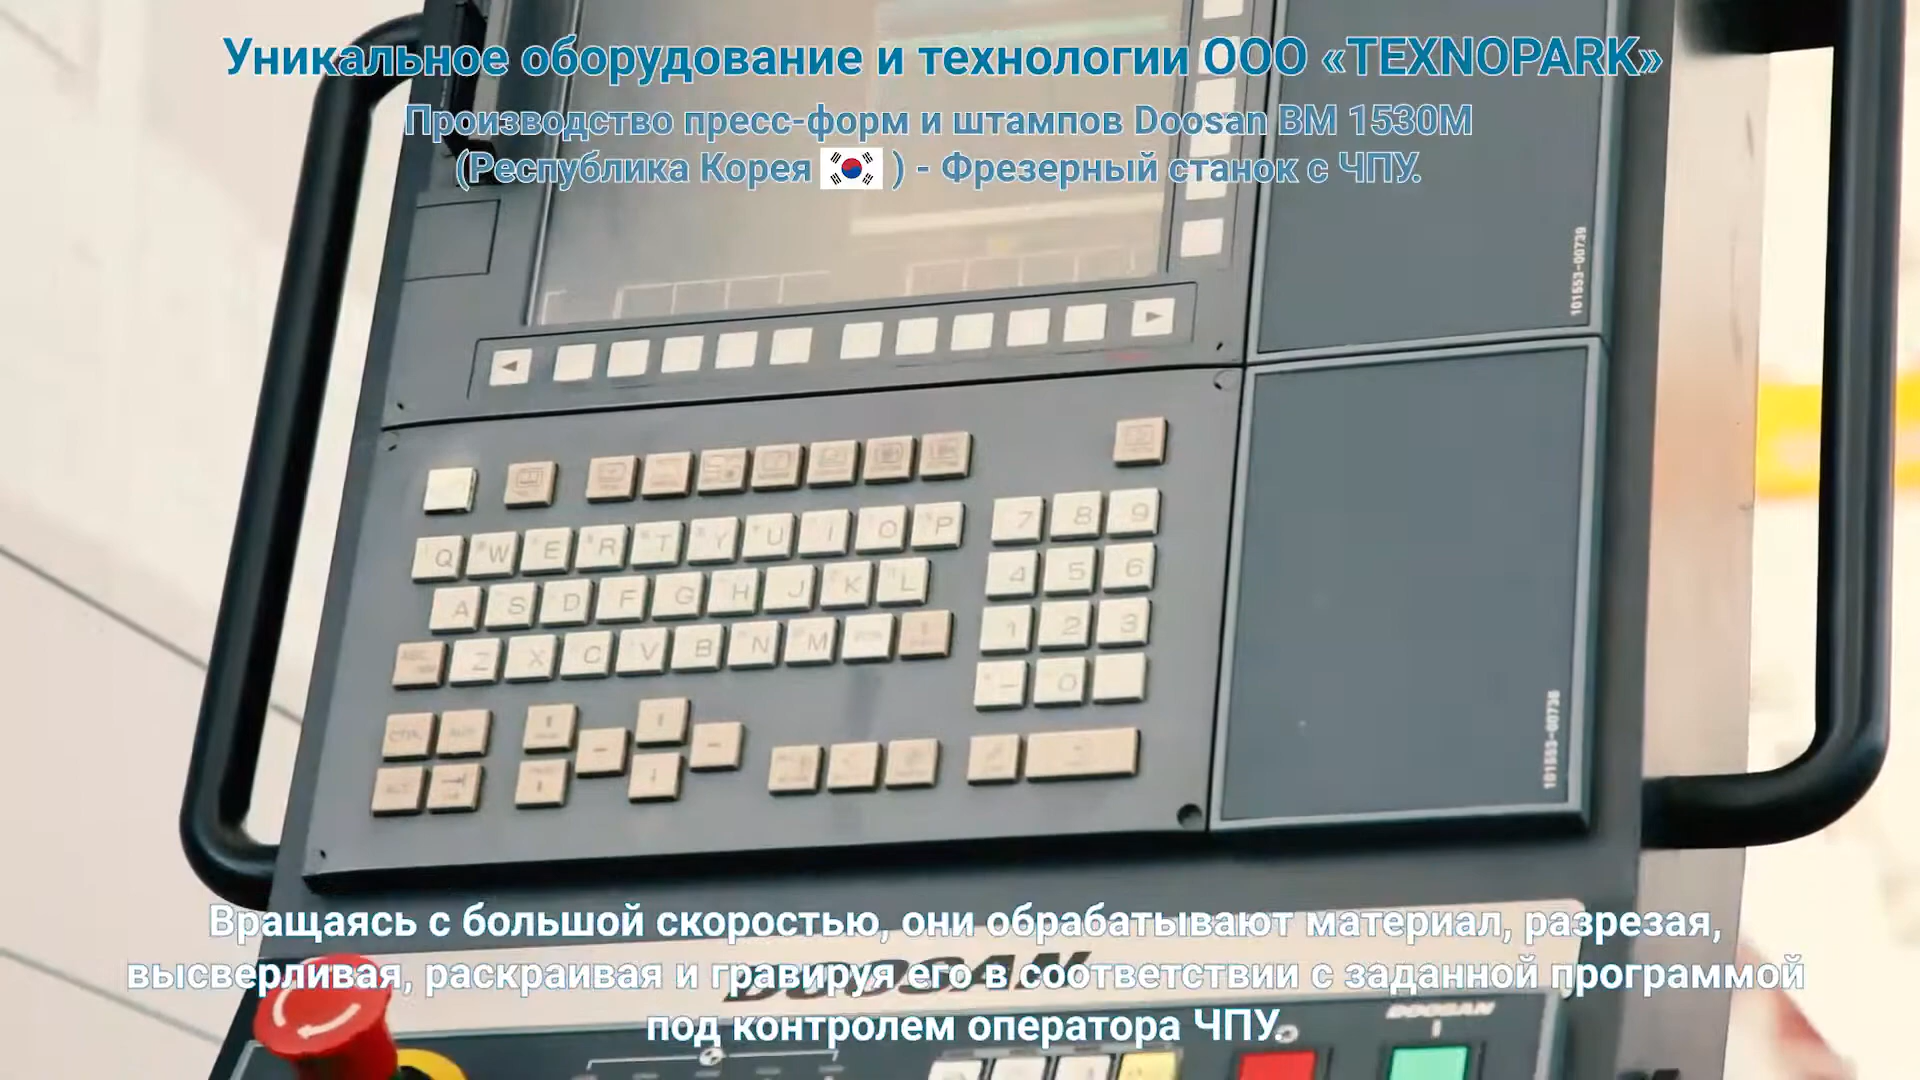 Уникальное оборудование и технологии ООО «TEXNOPARK»
Производство пресс-форм и штампов Doosan BM 1530M
(Республика Корея 🇰🇷 ) - Фрезерный станок с ЧПУ.
101553-00739
7 8 9
Q W E R T Y U I O P
4 5 6
A S D F G H J K L
1 2 3
Z X C V B N M
- 0
101553-00738
Вращаясь с большой скоростью, они обрабатывают материал, разрезая,
высверливая, раскраивая и гравируя его в соответствии с заданной программой
под контролем оператора ЧПУ.
DOOSAN
DOOSAN